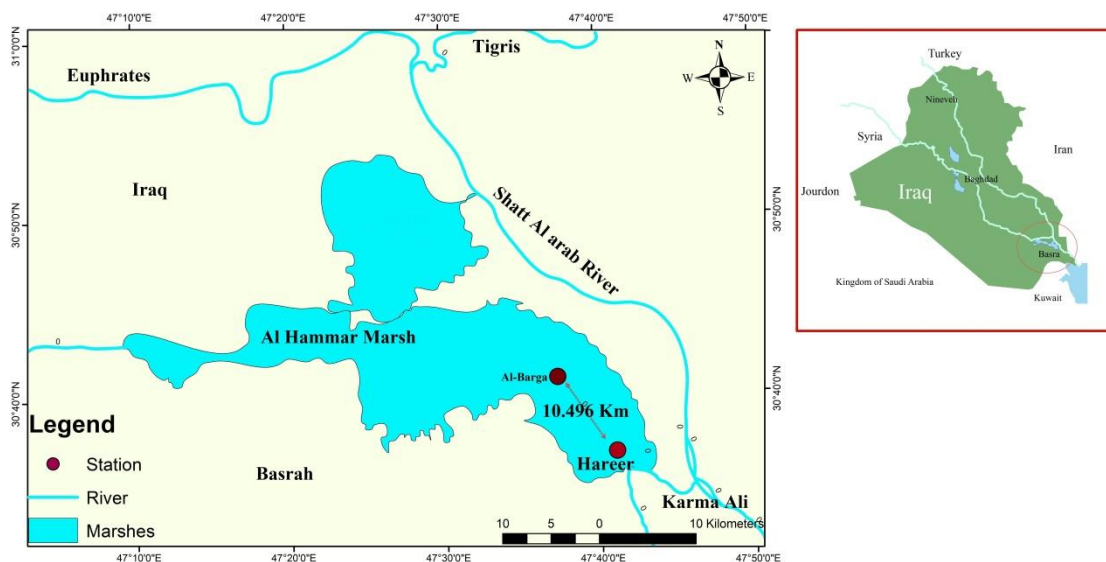 47°10'0"E 47°20'0"E 47°30'0"E 47°40'0"E 47°50'0"E
31°0'0"N
30°50'0"N
30°40'0"N
Tigris
Euphrates
N
W E
S
Iraq
Shatt Al arab River
Al Hammar Marsh
Al-Barga
10.496 Km
Hareer
Basrah
Karma Ali
Legend
Station
River
Marshes
10 5 0 10 Kilometers
30°50'0"N
30°40'0"N
47°10'0"E 47°20'0"E 47°30'0"E 47°40'0"E 47°50'0"E
Turkey
Nineveh
Syria
Iran
Baghdad
Jourdon
Iraq
Basra
Kingdom of Saudi Arabia
Kuwait